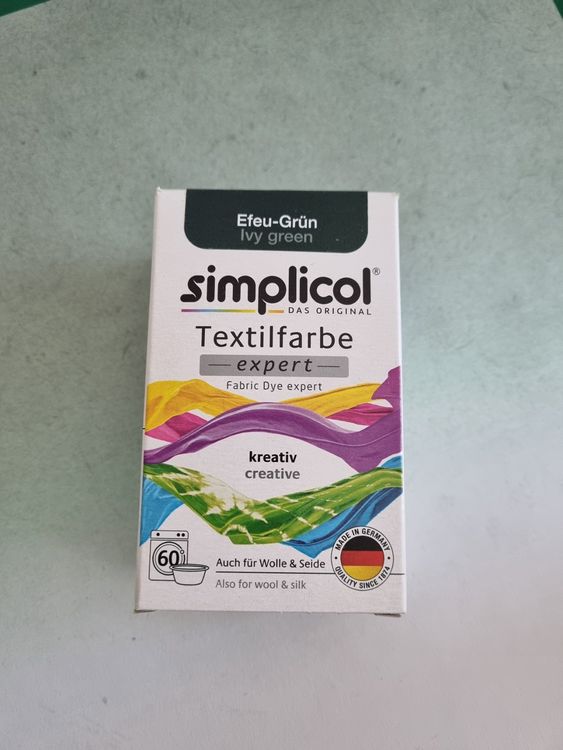 Efeu-Grün
Ivy green
simplicol®
DAS ORIGINAL
Textilfarbe
expert
Fabric Dye expert
kreativ
creative
60
Auch für Wolle & Seide
Also for wool & silk
MADE IN GERMANY
QUALITY SINCE 1874